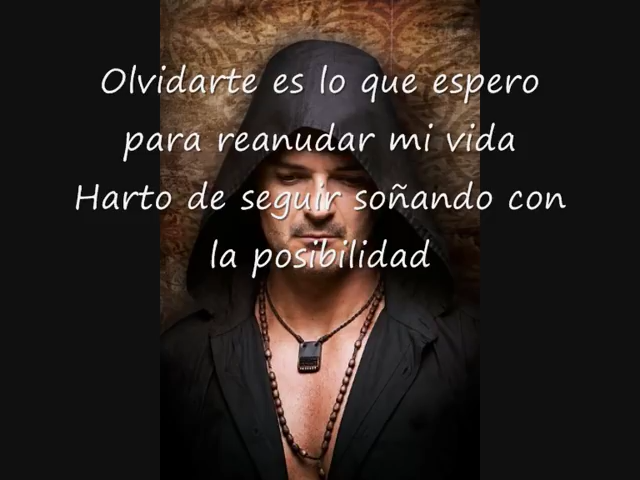 Olvidarte es lo que espero
para reanudar mi vida
Harto de seguir soñando con
la posibilidad